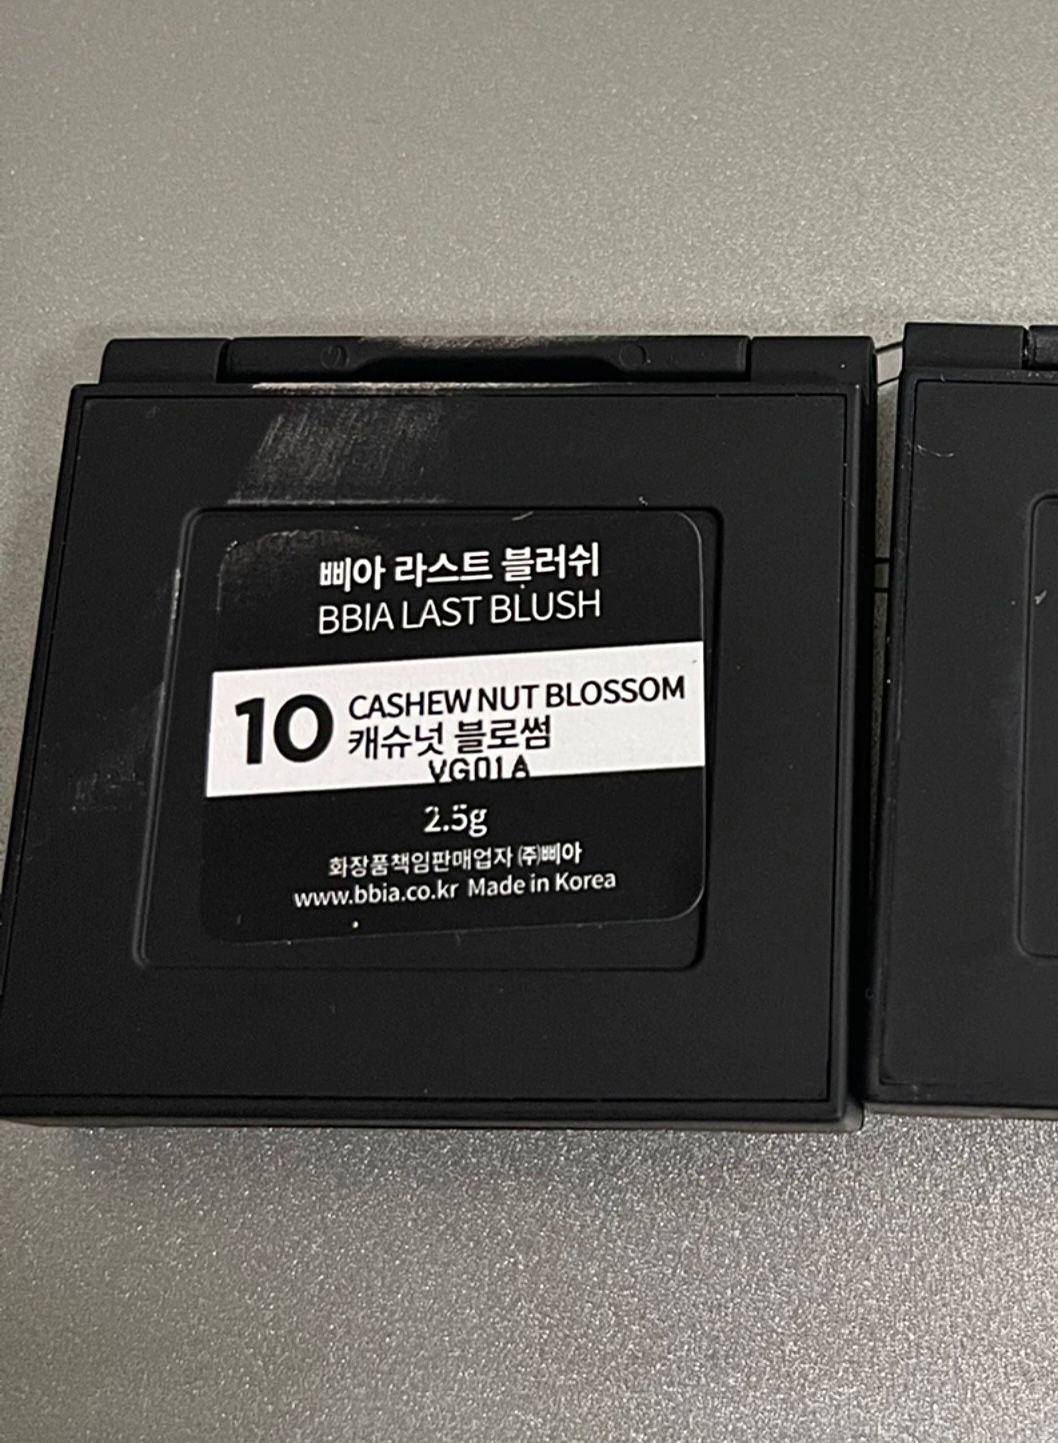 삐아 라스트 블러쉬
BBIA LAST BLUSH
10 CASHEW NUT BLOSSOM
캐슈넛 블로썸
VG01A
2.5g
화장품책임판매업자 ㈜삐아
www.bbia.co.kr Made in Korea